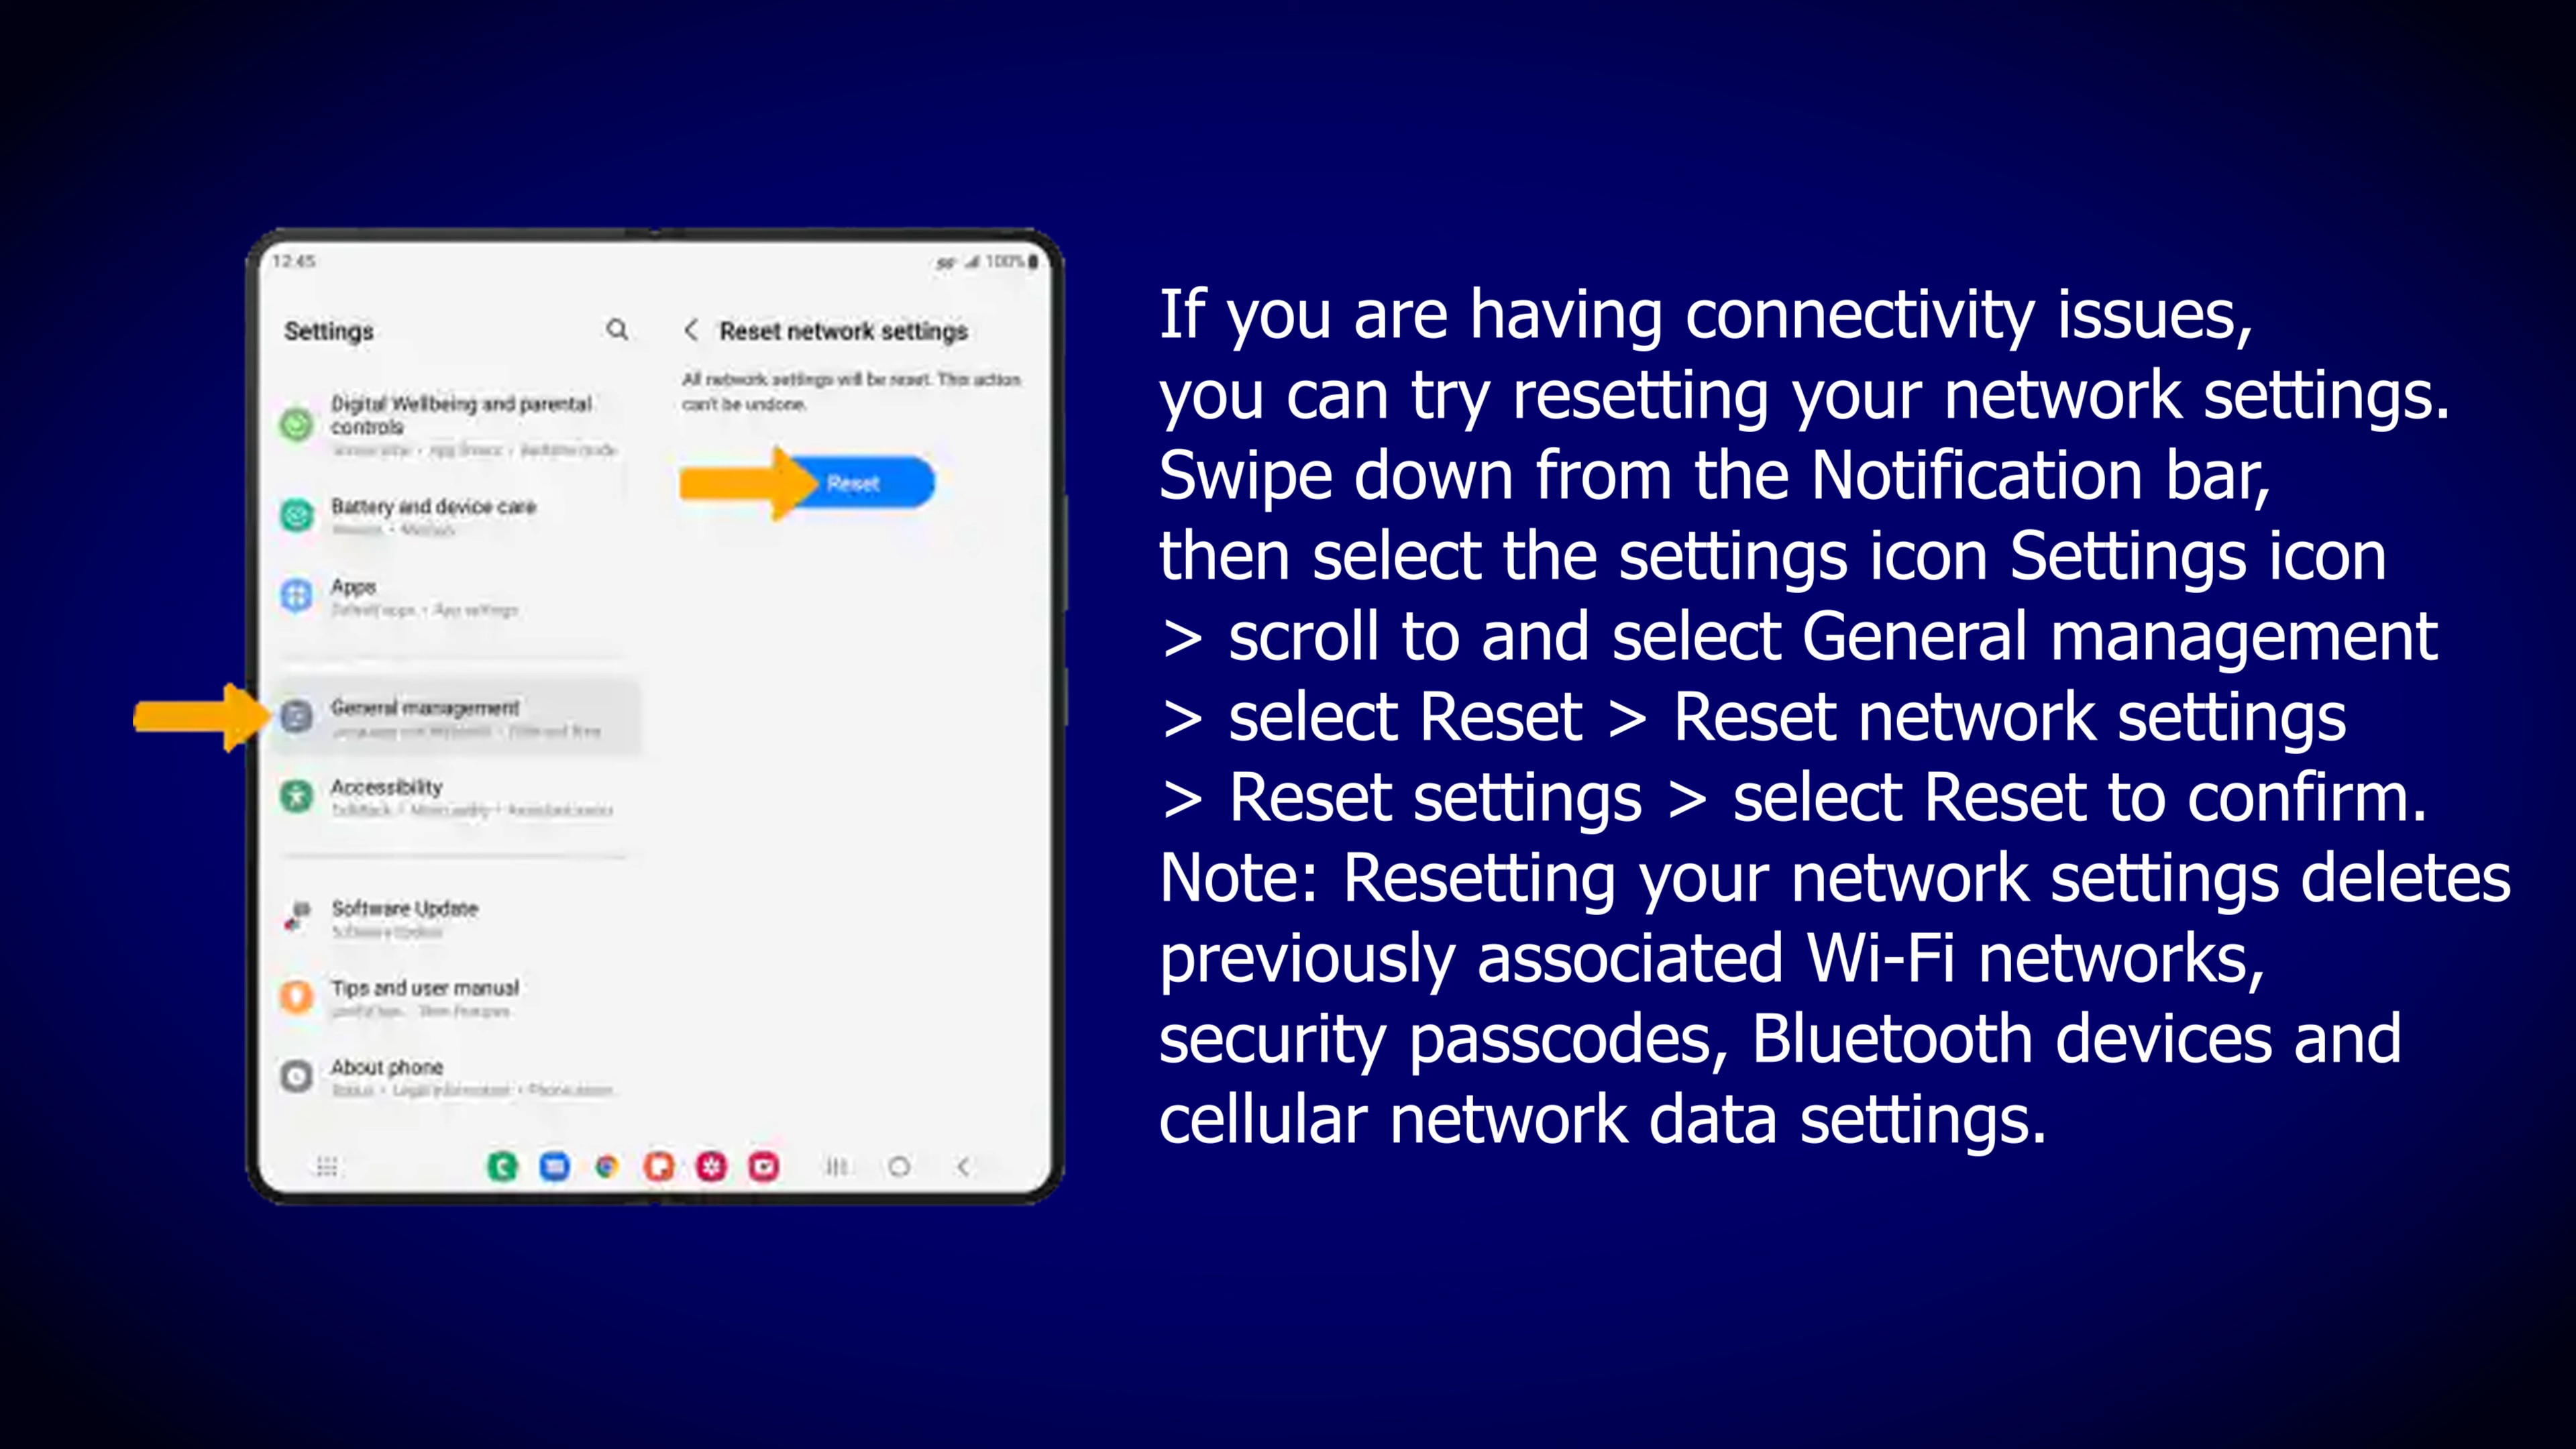 12:45
100%
Settings
Digital Wellbeing and parental
controls
Battery and device care
Apps
General management
Accessibility
Software Update
Software Update
Tips and user manual
About phone
Reset network settings
All network settings will be reset. This action
can't be undone.
Reset
If you are having connectivity issues,
you can try resetting your network settings.
Swipe down from the Notification bar,
then select the settings icon Settings icon
> scroll to and select General management
> select Reset > Reset network settings
> Reset settings > select Reset to confirm.
Note: Resetting your network settings deletes
previously associated Wi-Fi networks,
security passcodes, Bluetooth devices and
cellular network data settings.